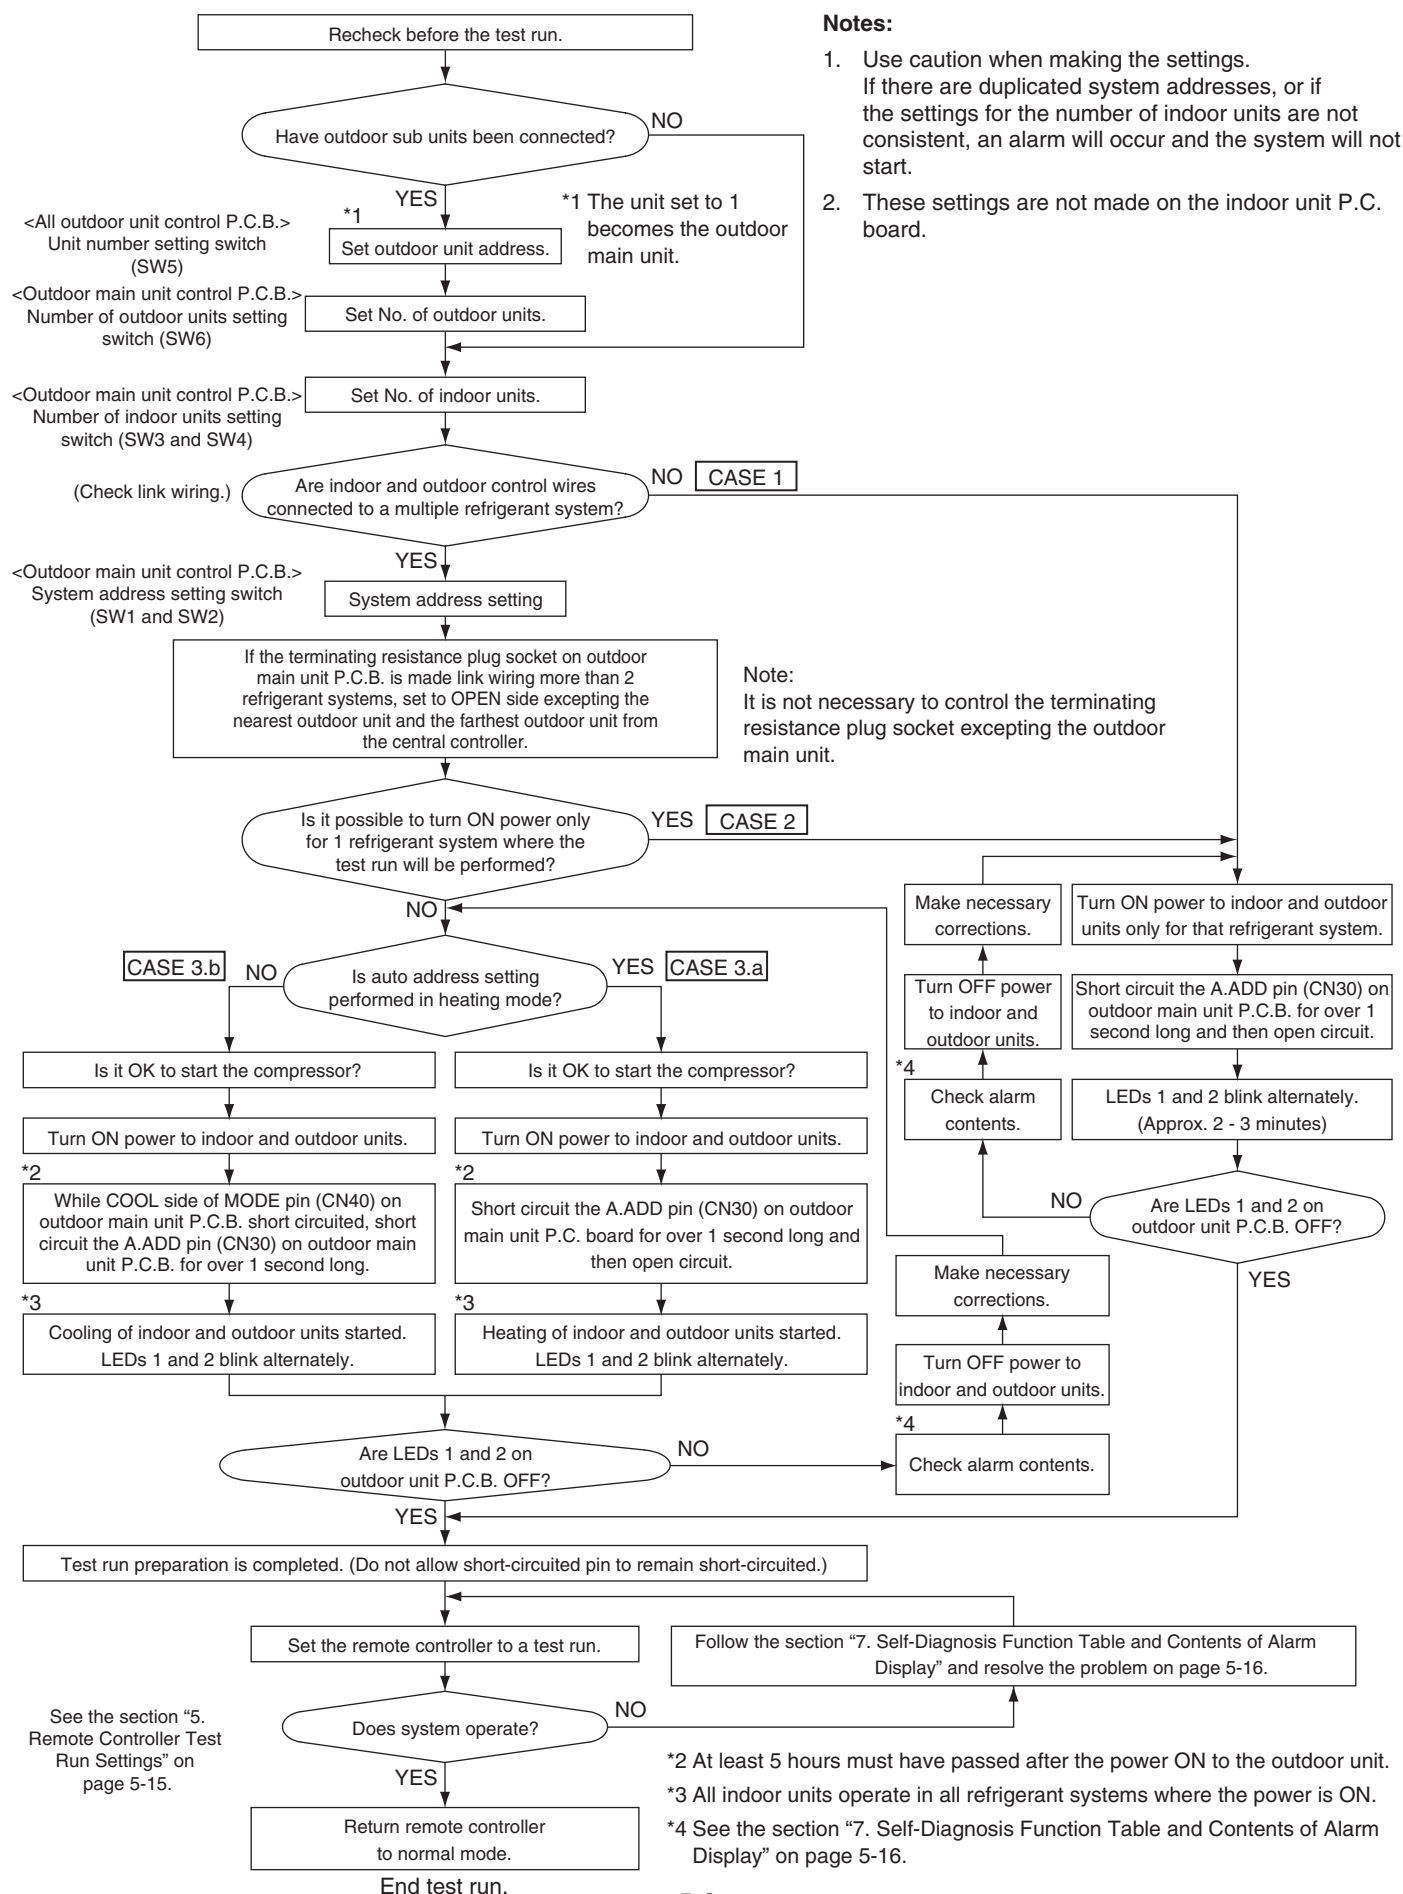 Recheck before the test run.
Notes:
1. Use caution when making the settings.
If there are duplicated system addresses, or if
the settings for the number of indoor units are not
consistent, an alarm will occur and the system will not
start.
2. These settings are not made on the indoor unit P.C.
board.
Have outdoor sub units been connected?
NO
YES
*1
*1 The unit set to 1
becomes the outdoor
main unit.
<All outdoor unit control P.C.B.>
Unit number setting switch
(SW5)
Set outdoor unit address.
<Outdoor main unit control P.C.B.>
Number of outdoor units setting
switch (SW6)
Set No. of outdoor units.
<Outdoor main unit control P.C.B.>
Number of indoor units setting
switch (SW3 and SW4)
Set No. of indoor units.
(Check link wiring.)
Are indoor and outdoor control wires
connected to a multiple refrigerant system?
NO
CASE 1
YES
<Outdoor main unit control P.C.B.>
System address setting switch
(SW1 and SW2)
System address setting
If the terminating resistance plug socket on outdoor
main unit P.C.B. is made link wiring more than 2
refrigerant systems, set to OPEN side excepting the
nearest outdoor unit and the farthest outdoor unit from
the central controller.
Note:
It is not necessary to control the terminating
resistance plug socket excepting the outdoor
main unit.
Is it possible to turn ON power only
for 1 refrigerant system where the
test run will be performed?
YES
CASE 2
NO
Is auto address setting
performed in heating mode?
CASE 3.b
NO
YES
CASE 3.a
Is it OK to start the compressor?
Turn ON power to indoor and outdoor units.
*2
While COOL side of MODE pin (CN40) on
outdoor main unit P.C.B. short circuited, short
circuit the A.ADD pin (CN30) on outdoor main
unit P.C.B. for over 1 second long.
*3
Cooling of indoor and outdoor units started.
LEDs 1 and 2 blink alternately.
Is it OK to start the compressor?
Turn ON power to indoor and outdoor units.
*2
Short circuit the A.ADD pin (CN30) on outdoor
main unit P.C. board for over 1 second long and
then open circuit.
*3
Heating of indoor and outdoor units started.
LEDs 1 and 2 blink alternately.
Make necessary
corrections.
Turn OFF power
to indoor and
outdoor units.
*4
Check alarm
contents.
Turn ON power to indoor and outdoor
units only for that refrigerant system.
Short circuit the A.ADD pin (CN30) on
outdoor main unit P.C.B. for over 1
second long and then open circuit.
LEDs 1 and 2 blink alternately.
(Approx. 2 - 3 minutes)
NO
Are LEDs 1 and 2 on
outdoor unit P.C.B. OFF?
YES
Make necessary
corrections.
Turn OFF power to
indoor and outdoor units.
*4
Check alarm contents.
Are LEDs 1 and 2 on
outdoor unit P.C.B. OFF?
NO
YES
Test run preparation is completed. (Do not allow short-circuited pin to remain short-circuited.)
Set the remote controller to a test run.
Follow the section “7. Self-Diagnosis Function Table and Contents of Alarm
Display” and resolve the problem on page 5-16.
See the section “5.
Remote Controller Test
Run Settings” on
page 5-15.
Does system operate?
NO
YES
Return remote controller
to normal mode.
End test run.
*2 At least 5 hours must have passed after the power ON to the outdoor unit.
*3 All indoor units operate in all refrigerant systems where the power is ON.
*4 See the section “7. Self-Diagnosis Function Table and Contents of Alarm
Display” on page 5-16.